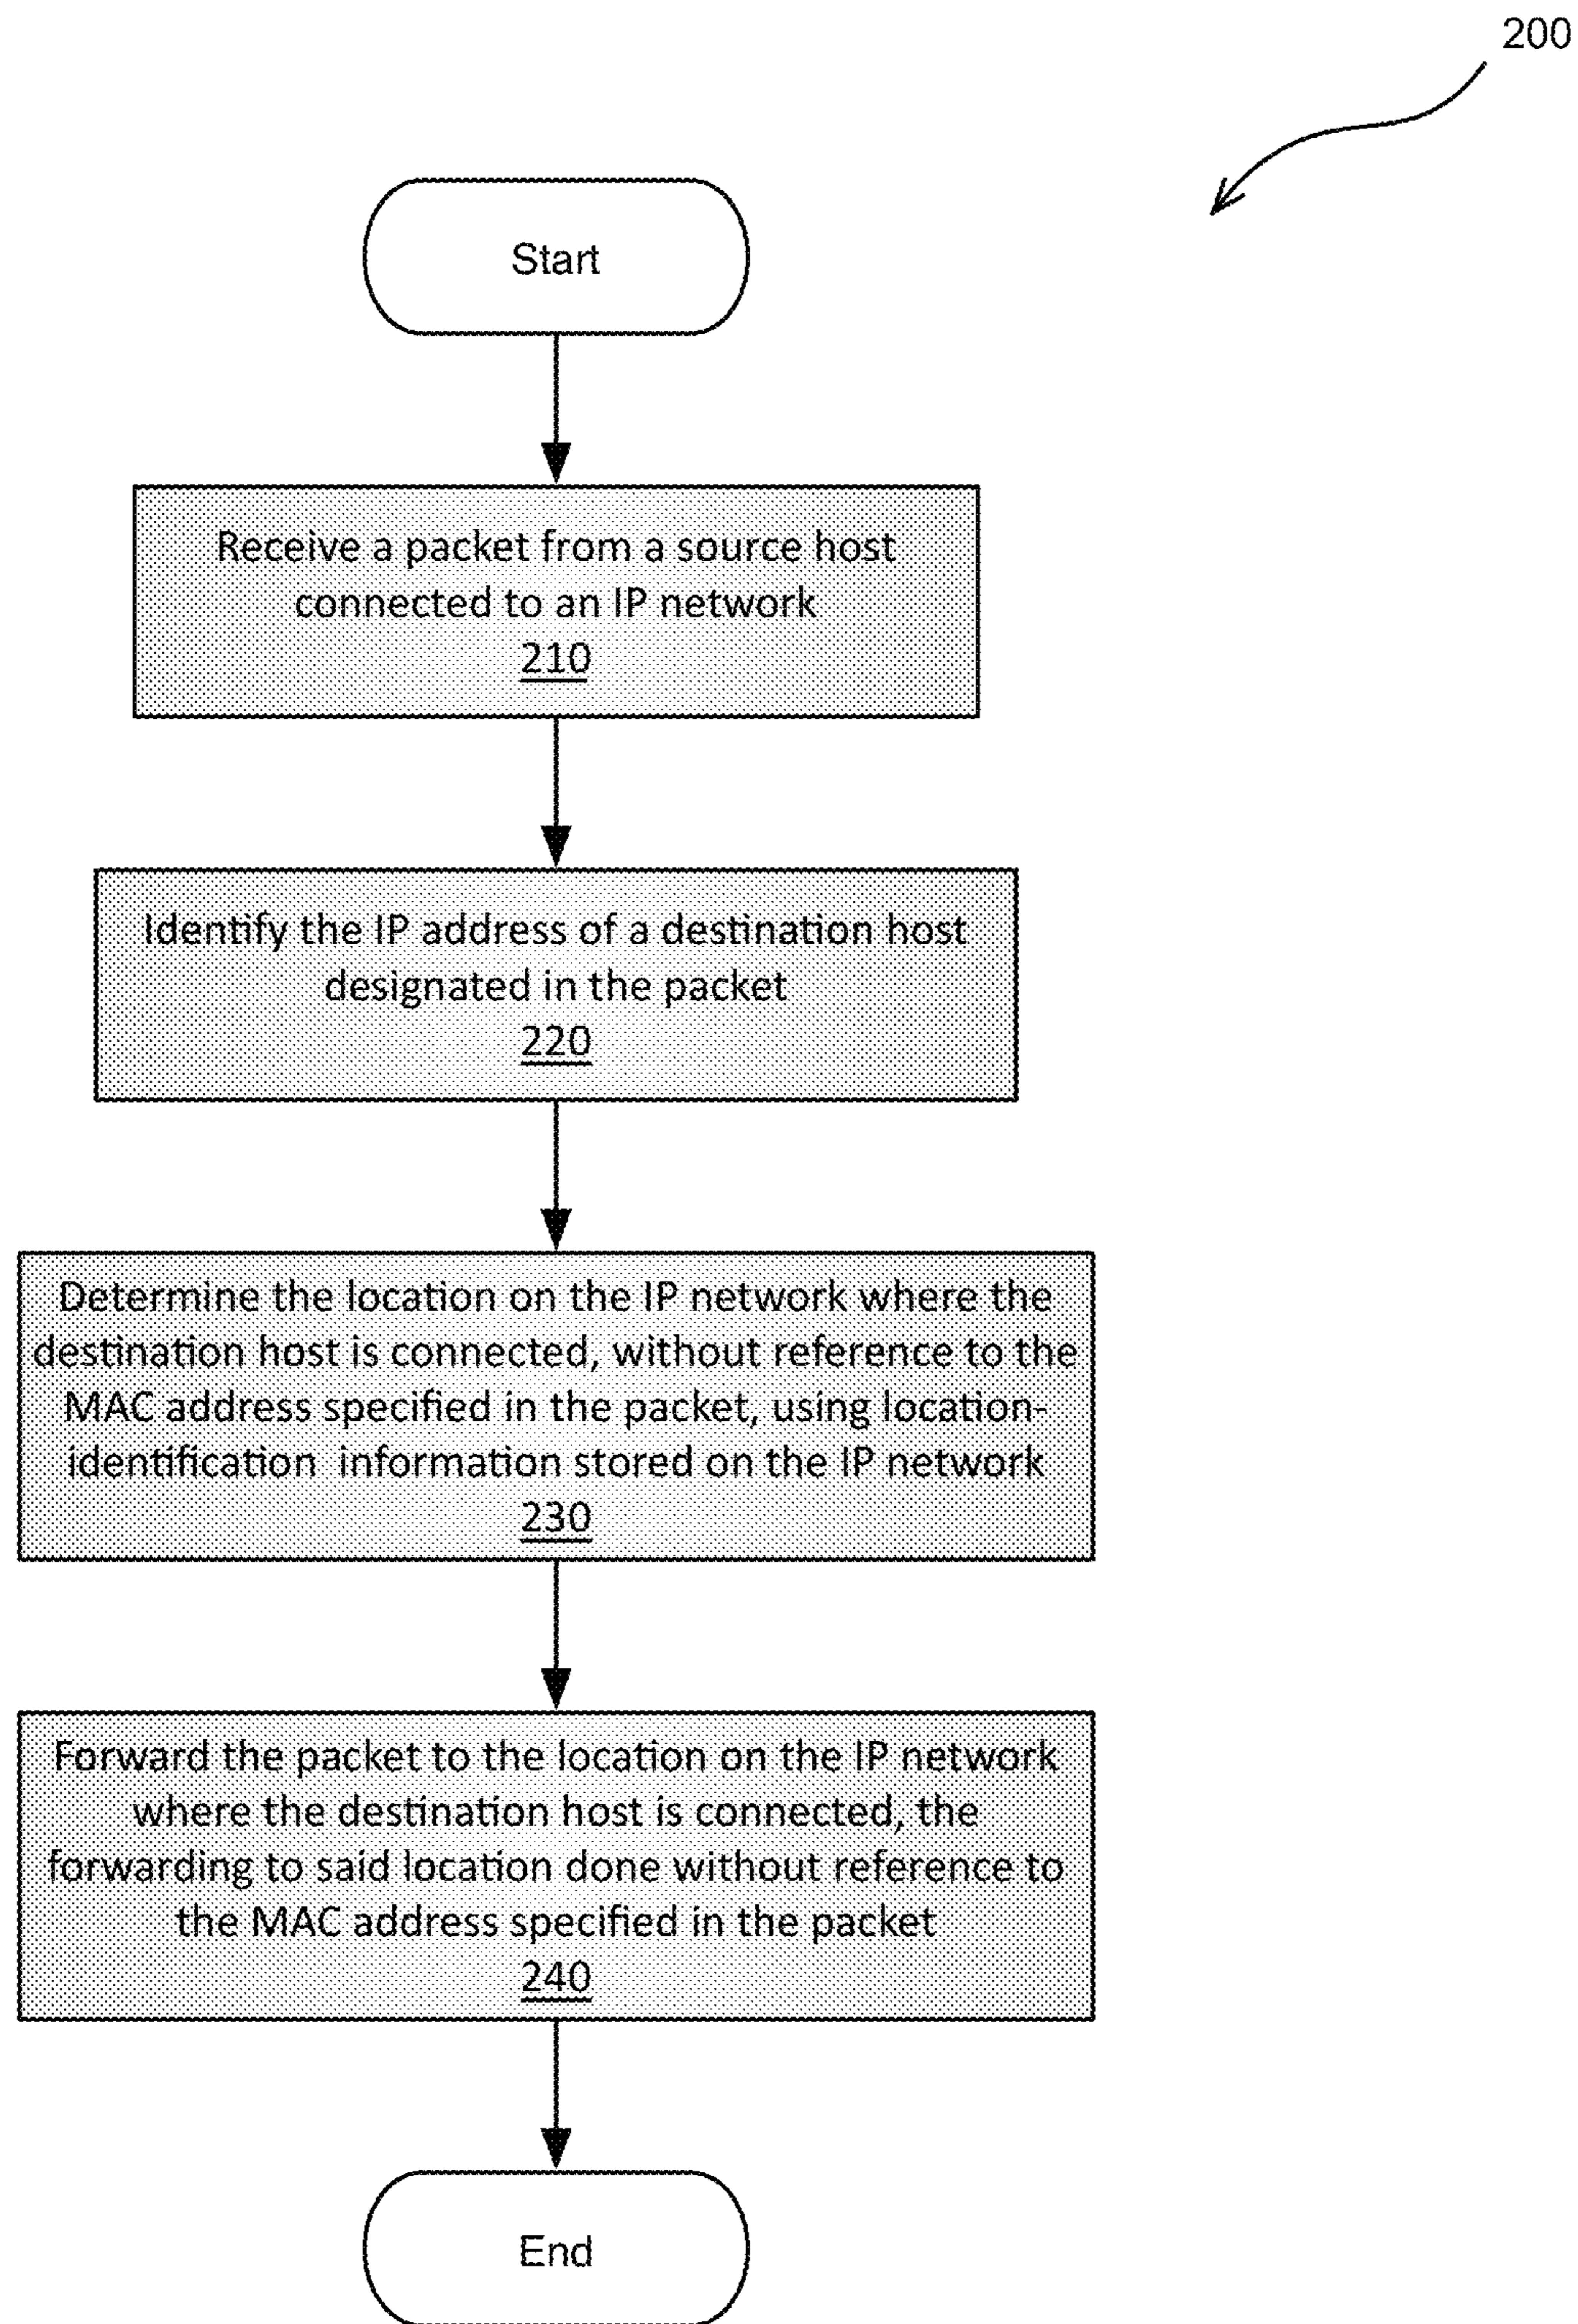 200
Start
Receive a packet from a source host
connected to an IP network
210
Identify the IP address of a destination host
designated in the packet
220
Determine the location on the IP network where the
destination host is connected, without reference to the
MAC address specified in the packet, using location-
identification information stored on the IP network
230
Forward the packet to the location on the IP network
where the destination host is connected, the
forwarding to said location done without reference to
the MAC address specified in the packet
240
End